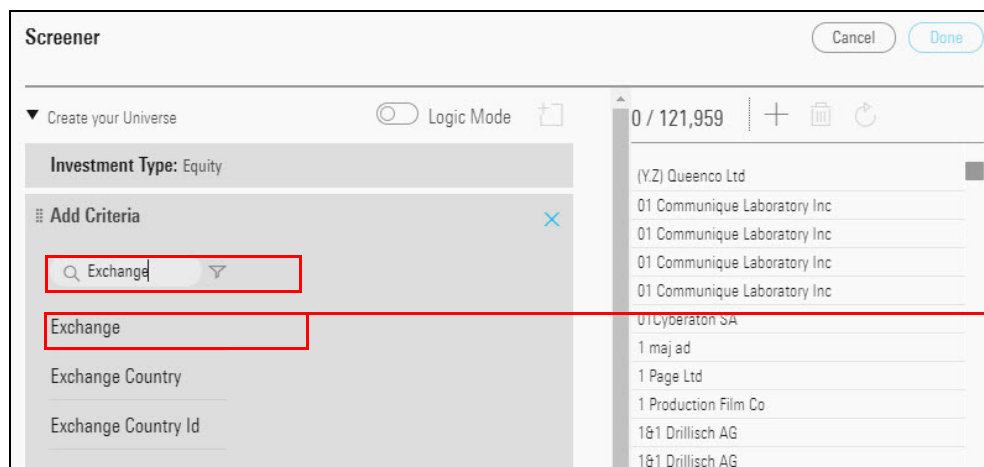 Screener
Cancel
Done
Create your Universe
Logic Mode
Investment Type: Equity
Add Criteria
Exchange
Exchange
Exchange Country
Exchange Country Id
0 / 121,959
(Y.Z) Queenco Ltd
01 Communique Laboratory Inc
01 Communique Laboratory Inc
01 Communique Laboratory Inc
01 Communique Laboratory Inc
01Cyberaton SA
1 maj ad
1 Page Ltd
1 Production Film Co
1&1 Drillisch AG
1&1 Drillisch AG